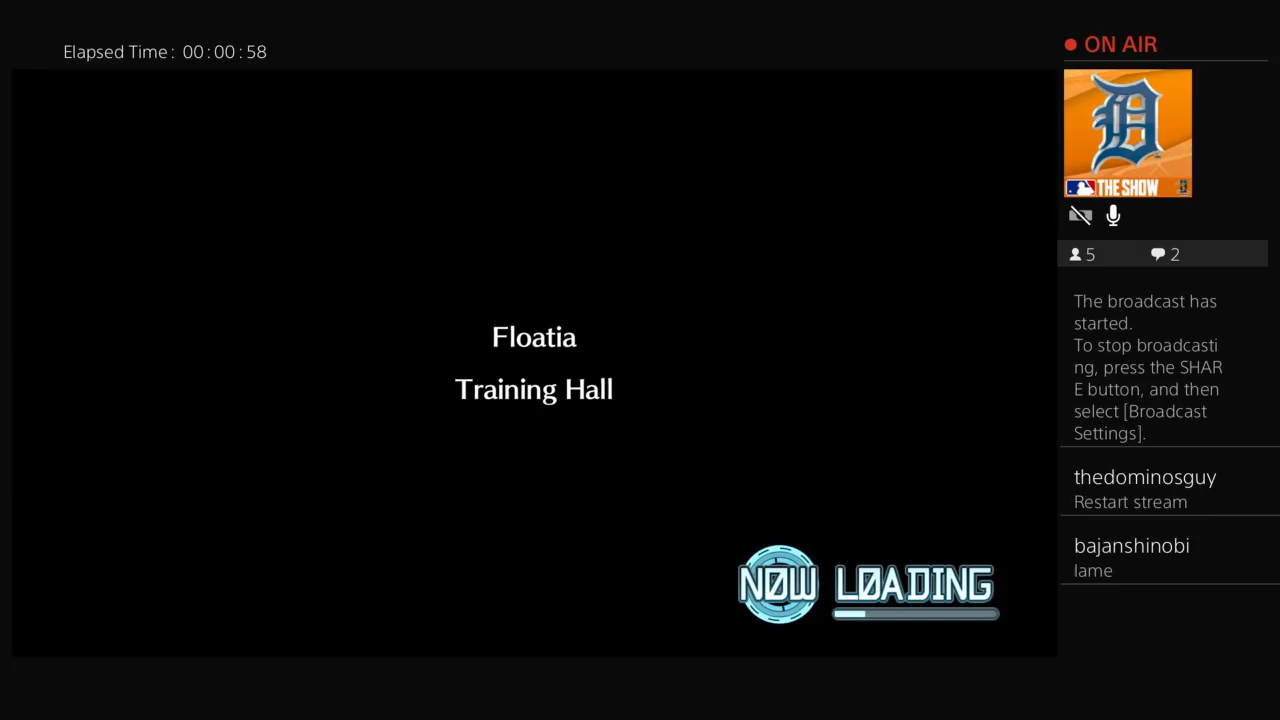 Elapsed Time: 00:00:58
ON AIR
D
THE SHOW
5 2
The broadcast has
started.
To stop broadcasti
ng, press the SHAR
E button, and then
select [Broadcast
Settings].
thedominosguy
Restart stream
bajanshinobi
lame
Floatia
Training Hall
NOW LOADING